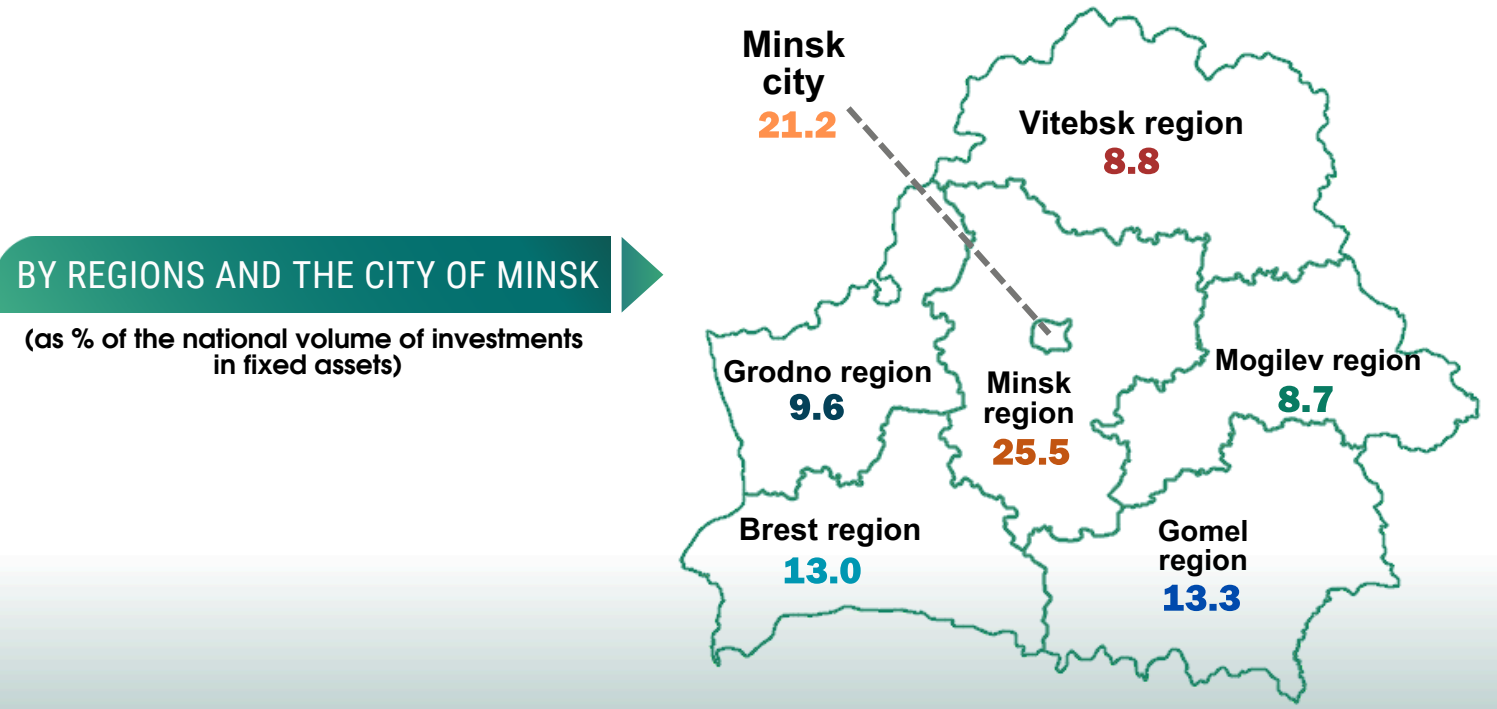 BY REGIONS AND THE CITY OF MINSK
(as % of the national volume of investments
in fixed assets)
Minsk
city
21.2
Vitebsk region
8.8
Grodno region
9.6
Minsk
region
25.5
Mogilev region
8.7
Brest region
13.0
Gomel
region
13.3